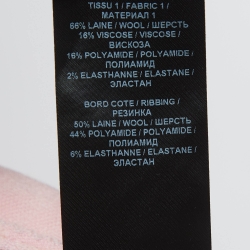 TISSU 1 / FABRIC 1 /
МАТЕРИАЛ 1
66% LAINE / WOOL / ШЕРСТЬ
16% VISCOSE / VISCOSE /
ВИСКОЗА
16% POLYAMIDE / POLYAMIDE /
ПОЛИАМИД
2% ELASTHANNE / ELASTANE /
ЭЛАСТАН
BORD COTE / RIBBING /
РЕЗИНКА
50% LAINE / WOOL / ШЕРСТЬ
44% POLYAMIDE / POLYAMIDE /
ПОЛИАМИД
6% ELASTHANNE / ELASTANE /
ЭЛАСТАН